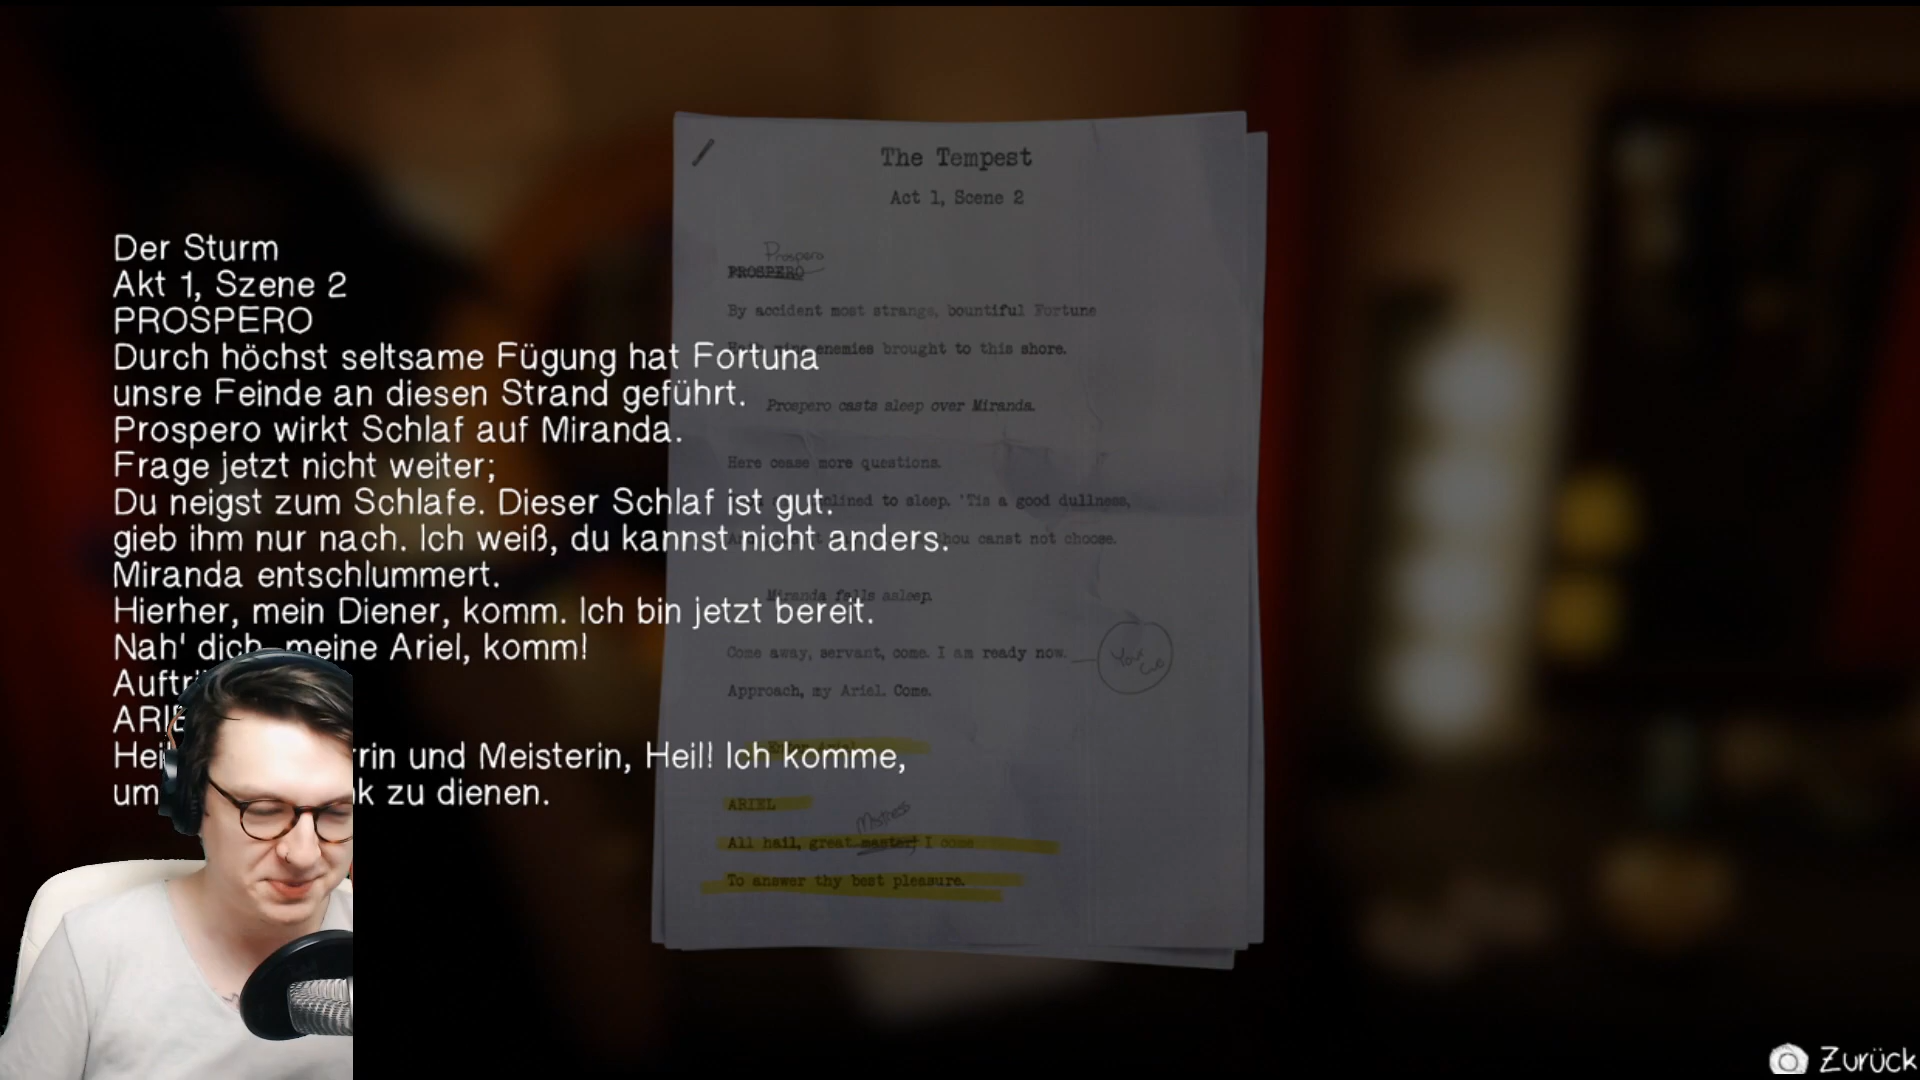 Der Sturm
Akt 1, Szene 2
PROSPERO
Durch höchst seltsame Fügung hat Fortuna
unsre Feinde an diesen Strand geführt.
Prospero wirkt Schlaf auf Miranda.
Frage jetzt nicht weiter;
Du neigst zum Schlafe. Dieser Schlaf ist gut.
gieb ihm nur nach. Ich weiß, du kannst nicht anders.
Miranda entschlummert.
Hierher, mein Diener, komm. Ich bin jetzt bereit.
Nah' dich, meine Ariel, komm!
und Meisterin, Heil! Ich komme,
um zu dienen.
The Tempest
Act 1, Scene 2
Prospero
PROSPERO
By accident most strange, bountiful Fortune
enemies brought to this shore.
Prospero casts sleep over Miranda.
Here cease more questions.
to sleep. 'Tis a good dullness,
thou canst not choose.
Miranda falls asleep.
Come away, servant, come. I am ready now.
Your cue
Approach, my Ariel. Come.
Enter Ariel
ARIEL
Mistress
All hail, great master! I come
To answer thy best pleasure.
Zurück